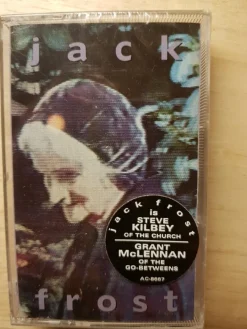 jack
jack frost
is
STEVE
KILBEY
OF THE CHURCH
GRANT
McLENNAN
OF THE
GO-BETWEENS
frost